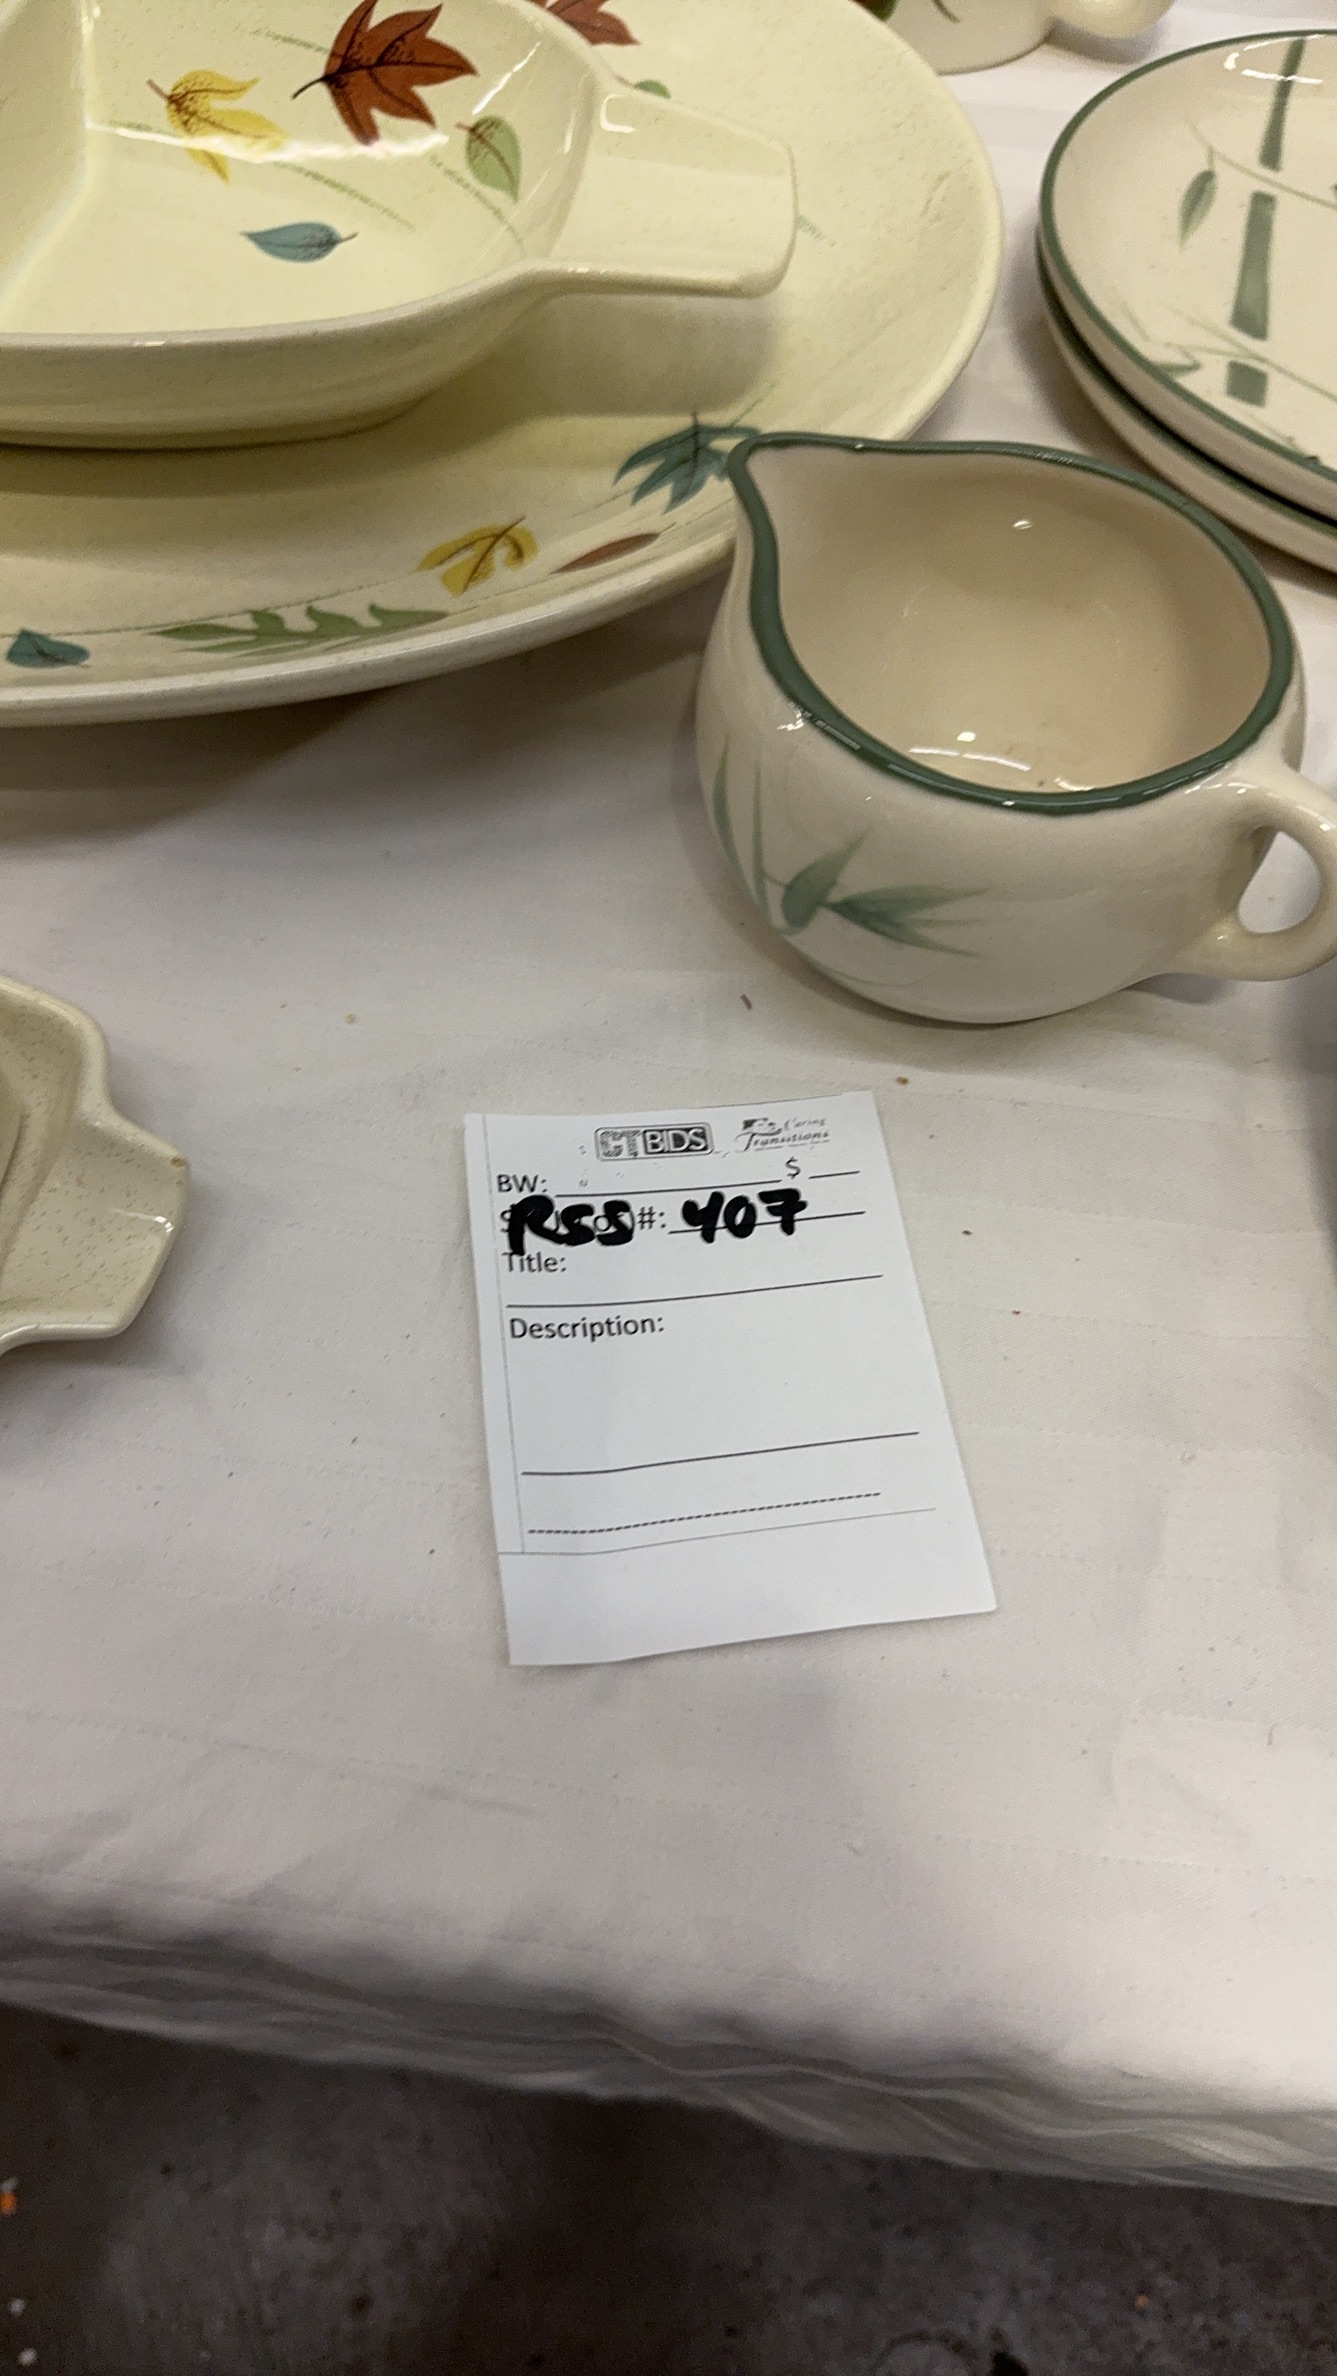 CTBIDS Caring Transitions
BW: $
RSS #: 407
Title:
Description: